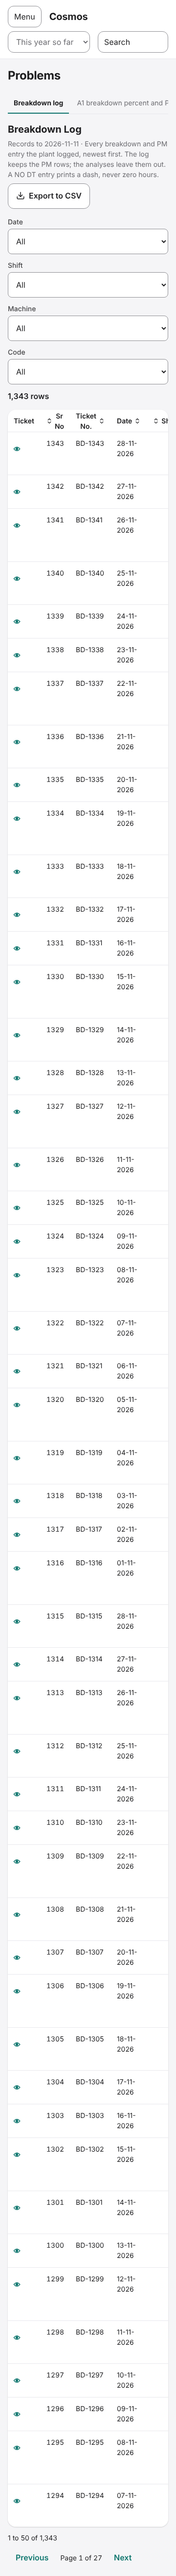 Menu Cosmos
This year so far Search
Problems
Breakdown log A1 breakdown percent and P
Breakdown Log
Records to 2026-11-11 · Every breakdown and PM
entry the plant logged, newest first. The log
keeps the PM rows; the analyses leave them out.
A NO DT entry prints a dash, never zero hours.
Export to CSV
Date
All
Shift
All
Machine
All
Code
All
1,343 rows
Ticket Sr No Ticket No. Date Sh
1343 BD-1343 28-11-2026
1342 BD-1342 27-11-2026
1341 BD-1341 26-11-2026
1340 BD-1340 25-11-2026
1339 BD-1339 24-11-2026
1338 BD-1338 23-11-2026
1337 BD-1337 22-11-2026
1336 BD-1336 21-11-2026
1335 BD-1335 20-11-2026
1334 BD-1334 19-11-2026
1333 BD-1333 18-11-2026
1332 BD-1332 17-11-2026
1331 BD-1331 16-11-2026
1330 BD-1330 15-11-2026
1329 BD-1329 14-11-2026
1328 BD-1328 13-11-2026
1327 BD-1327 12-11-2026
1326 BD-1326 11-11-2026
1325 BD-1325 10-11-2026
1324 BD-1324 09-11-2026
1323 BD-1323 08-11-2026
1322 BD-1322 07-11-2026
1321 BD-1321 06-11-2026
1320 BD-1320 05-11-2026
1319 BD-1319 04-11-2026
1318 BD-1318 03-11-2026
1317 BD-1317 02-11-2026
1316 BD-1316 01-11-2026
1315 BD-1315 28-11-2026
1314 BD-1314 27-11-2026
1313 BD-1313 26-11-2026
1312 BD-1312 25-11-2026
1311 BD-1311 24-11-2026
1310 BD-1310 23-11-2026
1309 BD-1309 22-11-2026
1308 BD-1308 21-11-2026
1307 BD-1307 20-11-2026
1306 BD-1306 19-11-2026
1305 BD-1305 18-11-2026
1304 BD-1304 17-11-2026
1303 BD-1303 16-11-2026
1302 BD-1302 15-11-2026
1301 BD-1301 14-11-2026
1300 BD-1300 13-11-2026
1299 BD-1299 12-11-2026
1298 BD-1298 11-11-2026
1297 BD-1297 10-11-2026
1296 BD-1296 09-11-2026
1295 BD-1295 08-11-2026
1294 BD-1294 07-11-2026
1 to 50 of 1,343
Previous Page 1 of 27 Next